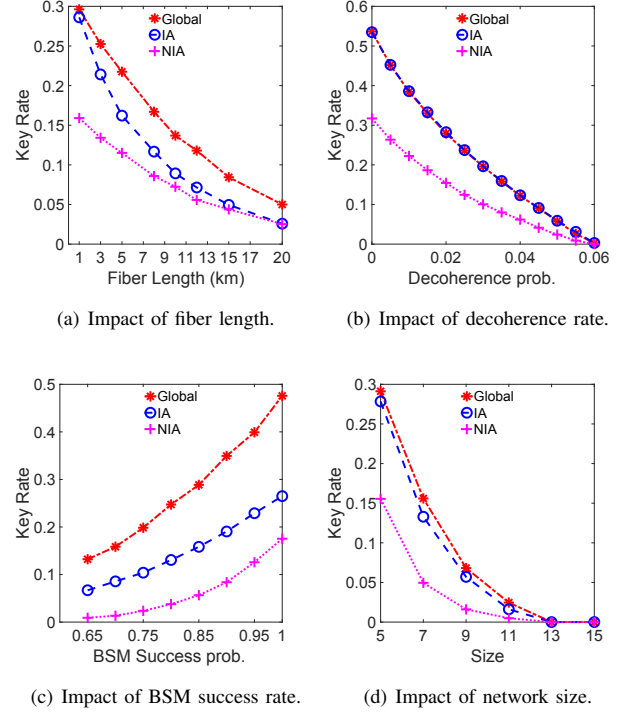 0.3
0.25
0.2
0.15
0.1
0.05
0
Key Rate
Global
IA
NIA
1 3 5 7 9 11 13 15 17 20
Fiber Length (km)
(a) Impact of fiber length.
0.6
0.5
0.4
0.3
0.2
0.1
0
Key Rate
Global
IA
NIA
0 0.02 0.04 0.06
Decoherence prob.
(b) Impact of decoherence rate.
0.5
0.4
0.3
0.2
0.1
0
Key Rate
Global
IA
NIA
0.65 0.75 0.85 0.95 1
BSM Success prob.
(c) Impact of BSM success rate.
0.3
0.25
0.2
0.15
0.1
0.05
0
Key Rate
Global
IA
NIA
5 7 9 11 13 15
Size
(d) Impact of network size.